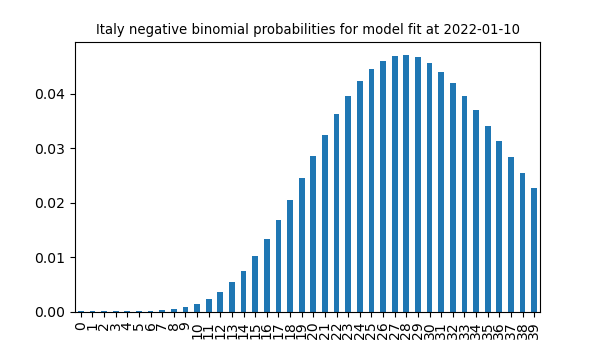 Italy negative binomial probabilities for model fit at 2022-01-10
0.04
0.03
0.02
0.01
0.00
0 1 2 3 4 5 6 7 8 9 10 11 12 13 14 15 16 17 18 19 20 21 22 23 24 25 26 27 28 29 30 31 32 33 34 35 36 37 38 39